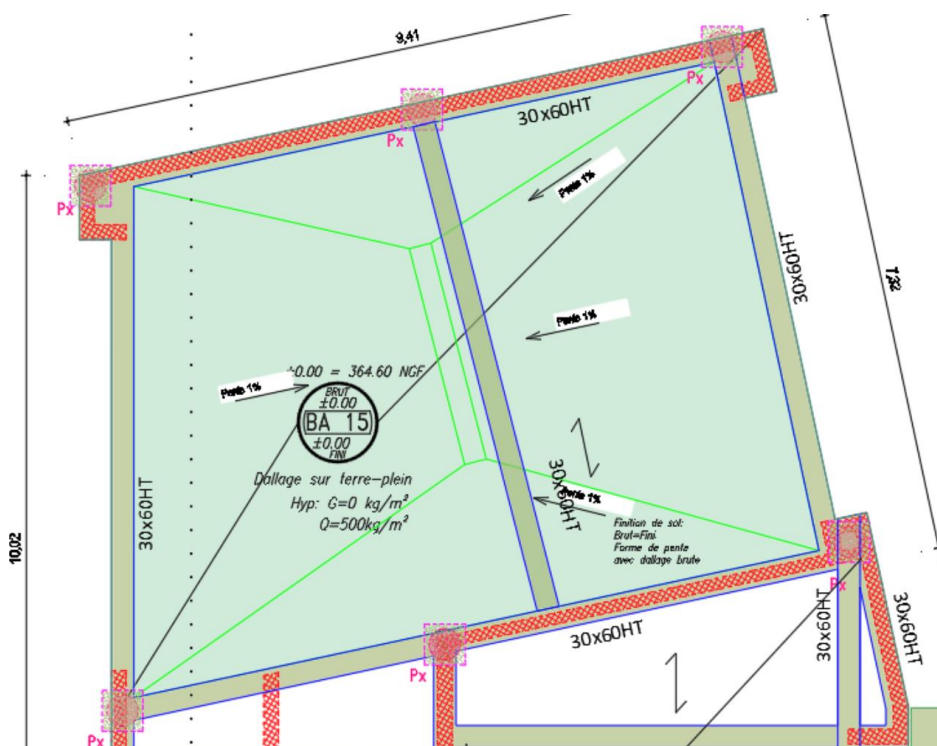 9,41
30x60HT
Px
Px
Px
Pente 1%
7,32
30x60HT
Pente 1%
±0.00 = 364.60 NGF
Pente 1%
BRUT
±0.00
BA 15
±0.00
FINI
Dallage sur terre-plein
Hyp: G=0 kg/m²
Q=500kg/m²
30x60HT
30x60HT
Pente 1%
Finition de sol:
Brut=Fini
Forme de pente
avec dallage brute
10,02
Px
30x60HT
30x60HT
30x60HT
Px
Px